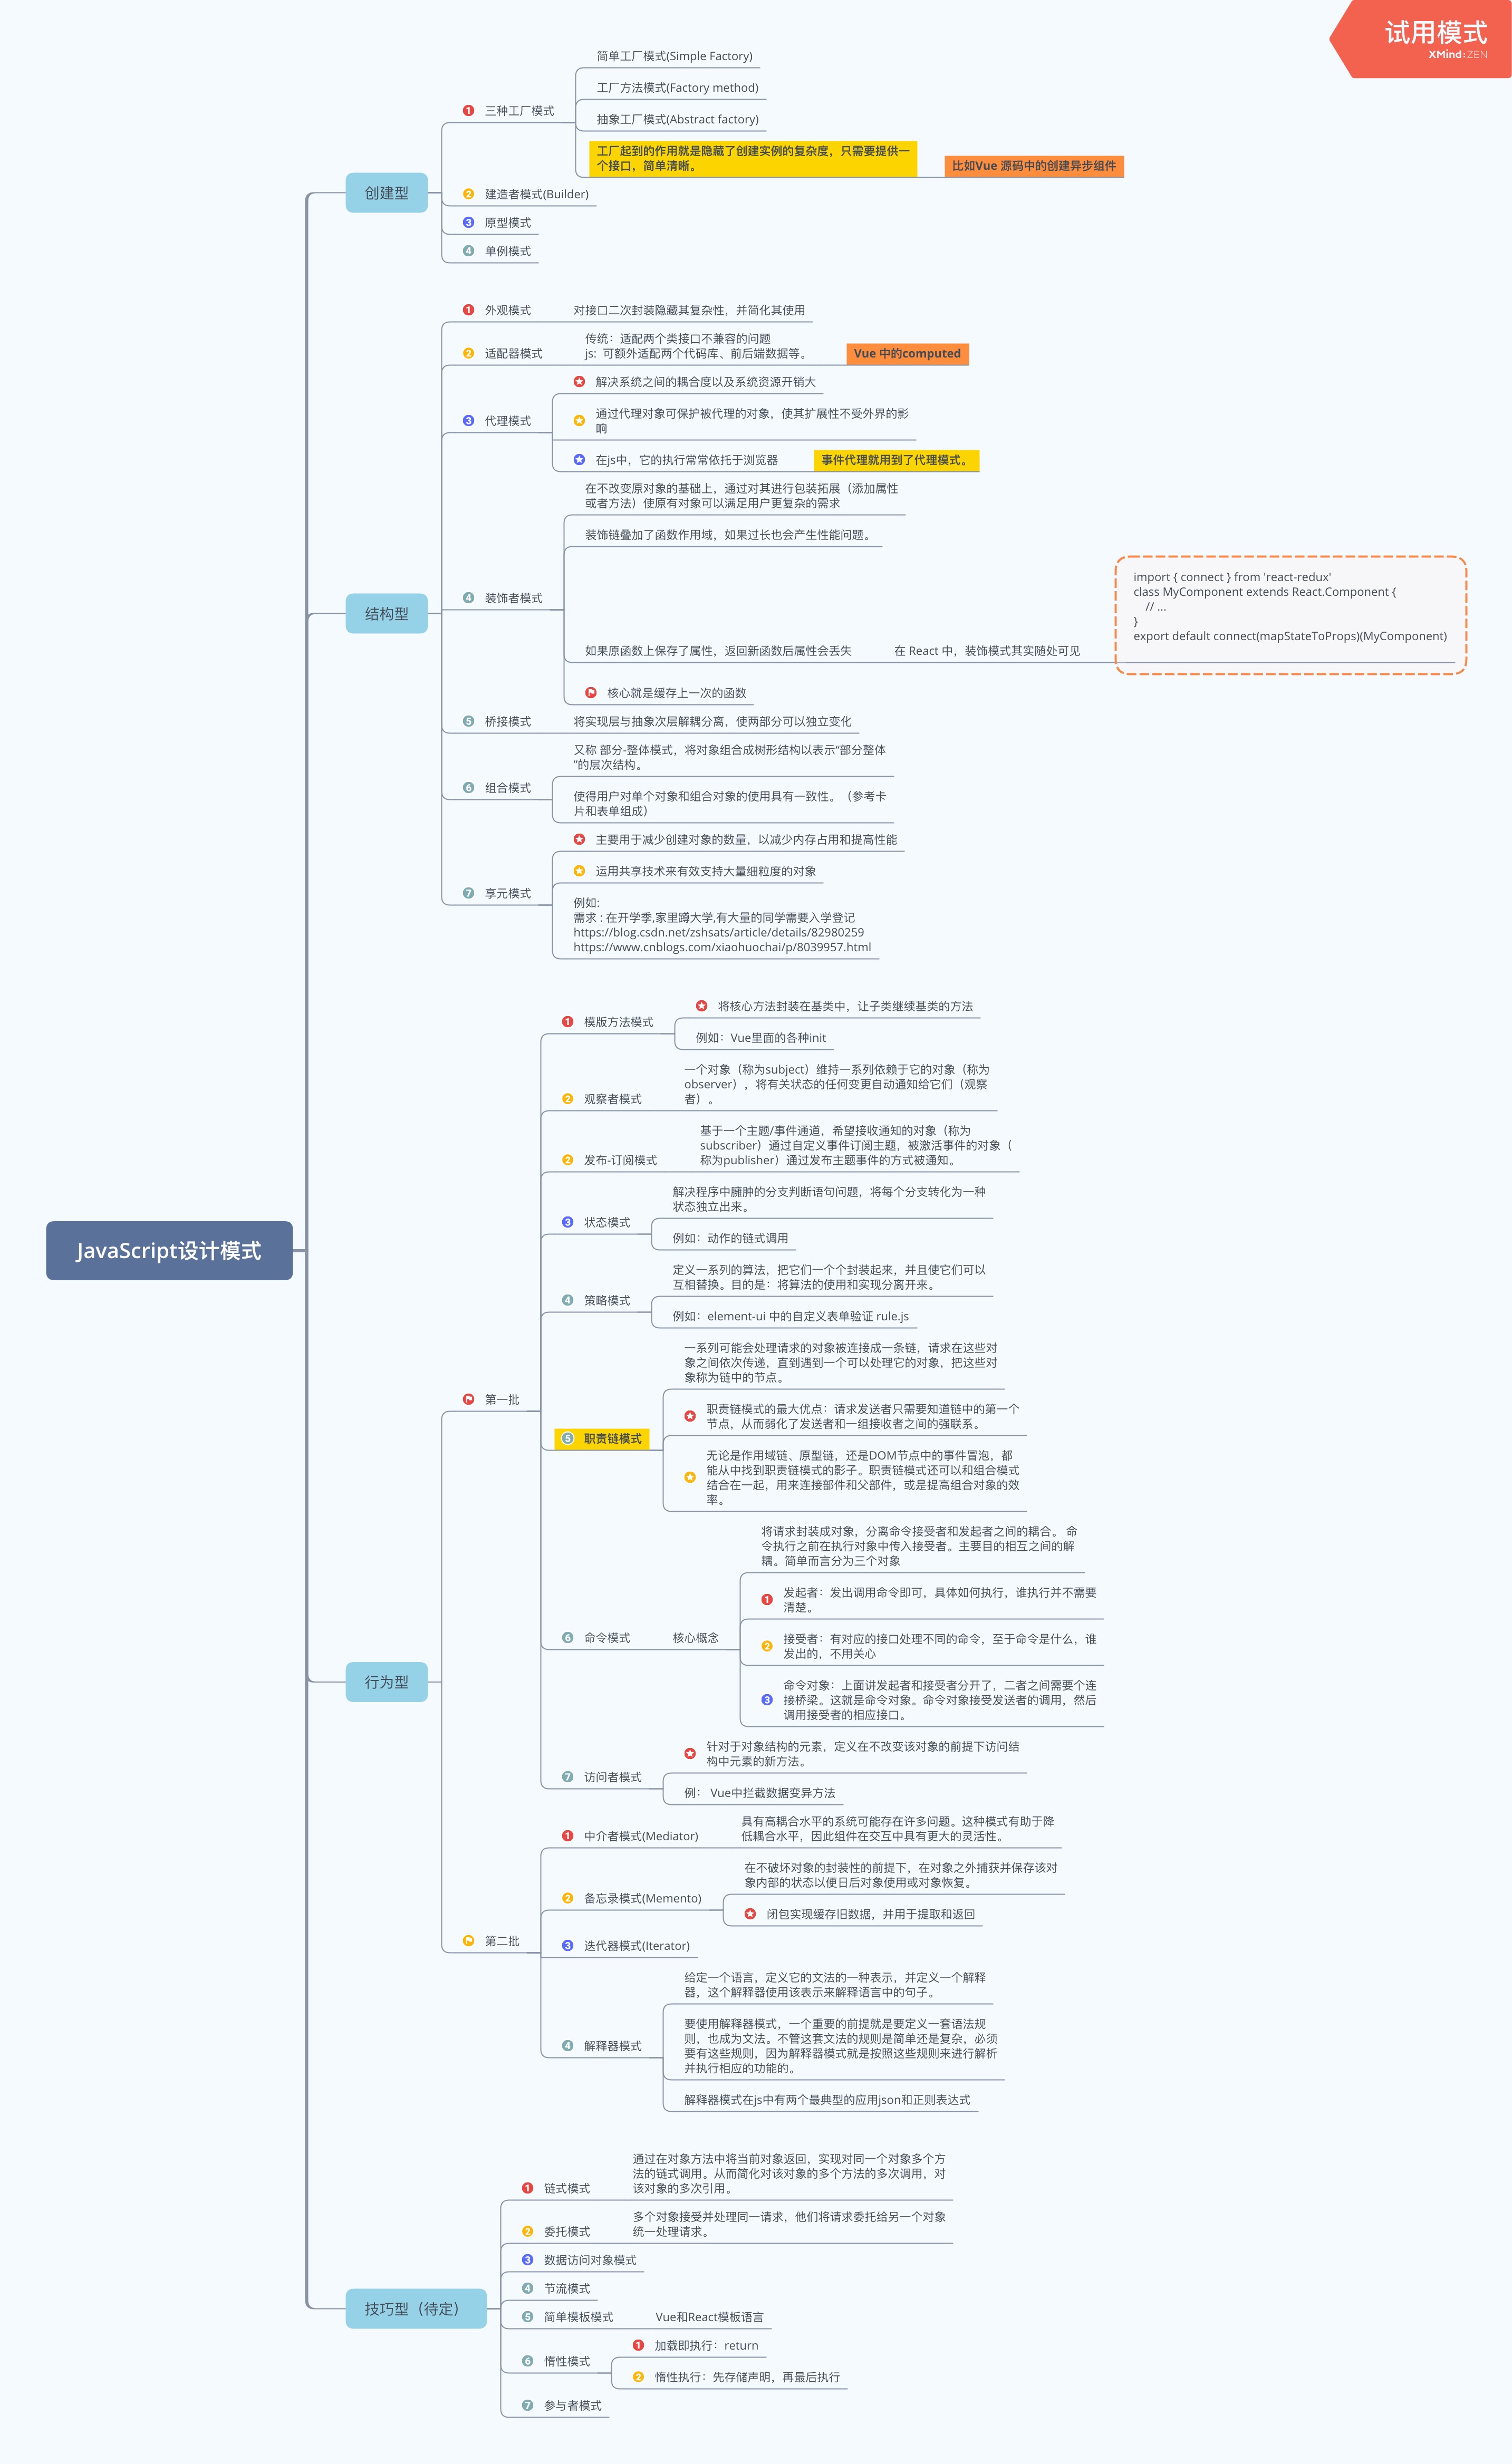 试用模式
XMind:ZEN
JavaScript设计模式
创建型
1 三种工厂模式
简单工厂模式(Simple Factory)
工厂方法模式(Factory method)
抽象工厂模式(Abstract factory)
工厂起到的作用就是隐藏了创建实例的复杂度，只需要提供一
个接口，简单清晰。
比如Vue 源码中的创建异步组件
2 建造者模式(Builder)
3 原型模式
4 单例模式
结构型
1 外观模式
对接口二次封装隐藏其复杂性，并简化其使用
2 适配器模式
传统：适配两个类接口不兼容的问题
js: 可额外适配两个代码库、前后端数据等。
Vue 中的computed
3 代理模式
解决系统之间的耦合度以及系统资源开销大
通过代理对象可保护被代理的对象，使其扩展性不受外界的影
响
在js中，它的执行常常依托于浏览器
事件代理就用到了代理模式。
4 装饰者模式
在不改变原对象的基础上，通过对其进行包装拓展（添加属性
或者方法）使原有对象可以满足用户更复杂的需求
装饰链叠加了函数作用域，如果过长也会产生性能问题。
如果原函数上保存了属性，返回新函数后属性会丢失
在 React 中，装饰模式其实随处可见
import { connect } from 'react-redux'
class MyComponent extends React.Component {
// ...
}
export default connect(mapStateToProps)(MyComponent)
核心就是缓存上一次的函数
5 桥接模式
将实现层与抽象次层解耦分离，使两部分可以独立变化
6 组合模式
又称 部分-整体模式，将对象组合成树形结构以表示“部分整体
”的层次结构。
使得用户对单个对象和组合对象的使用具有一致性。（参考卡
片和表单组成）
7 享元模式
主要用于减少创建对象的数量，以减少内存占用和提高性能
运用共享技术来有效支持大量细粒度的对象
例如:
需求 : 在开学季,家里蹲大学,有大量的同学需要入学登记
https://blog.csdn.net/zshsats/article/details/82980259
https://www.cnblogs.com/xiaohuochai/p/8039957.html
行为型
第一批
1 模版方法模式
将核心方法封装在基类中，让子类继续基类的方法
例如：Vue里面的各种init
2 观察者模式
一个对象（称为subject）维持一系列依赖于它的对象（称为
observer），将有关状态的任何变更自动通知给它们（观察
者）。
2 发布-订阅模式
基于一个主题/事件通道，希望接收通知的对象（称为
subscriber）通过自定义事件订阅主题，被激活事件的对象（
称为publisher）通过发布主题事件的方式被通知。
3 状态模式
解决程序中臃肿的分支判断语句问题，将每个分支转化为一种
状态独立出来。
例如：动作的链式调用
4 策略模式
定义一系列的算法，把它们一个个封装起来，并且使它们可以
互相替换。目的是：将算法的使用和实现分离开来。
例如：element-ui 中的自定义表单验证 rule.js
5 职责链模式
一系列可能会处理请求的对象被连接成一条链，请求在这些对
象之间依次传递，直到遇到一个可以处理它的对象，把这些对
象称为链中的节点。
职责链模式的最大优点：请求发送者只需要知道链中的第一个
节点，从而弱化了发送者和一组接收者之间的强联系。
无论是作用域链、原型链，还是DOM节点中的事件冒泡，都
能从中找到职责链模式的影子。职责链模式还可以和组合模式
结合在一起，用来连接部件和父部件，或是提高组合对象的效
率。
6 命令模式
核心概念
将请求封装成对象，分离命令接受者和发起者之间的耦合。 命
令执行之前在执行对象中传入接受者。主要目的相互之间的解
耦。简单而言分为三个对象
1 发起者：发出调用命令即可，具体如何执行，谁执行并不需要
清楚。
2 接受者：有对应的接口处理不同的命令，至于命令是什么，谁
发出的，不用关心
3 命令对象：上面讲发起者和接受者分开了，二者之间需要个连
接桥梁。这就是命令对象。命令对象接受发送者的调用，然后
调用接受者的相应接口。
7 访问者模式
针对于对象结构的元素，定义在不改变该对象的前提下访问结
构中元素的新方法。
例： Vue中拦截数据变异方法
第二批
1 中介者模式(Mediator)
具有高耦合水平的系统可能存在许多问题。这种模式有助于降
低耦合水平，因此组件在交互中具有更大的灵活性。
2 备忘录模式(Memento)
在不破坏对象的封装性的前提下，在对象之外捕获并保存该对
象内部的状态以便日后对象使用或对象恢复。
闭包实现缓存旧数据，并用于提取和返回
3 迭代器模式(Iterator)
4 解释器模式
给定一个语言，定义它的文法的一种表示，并定义一个解释
器，这个解释器使用该表示来解释语言中的句子。
要使用解释器模式，一个重要的前提就是要定义一套语法规
则，也成为文法。不管这套文法的规则是简单还是复杂，必须
要有这些规则，因为解释器模式就是按照这些规则来进行解析
并执行相应的功能的。
解释器模式在js中有两个最典型的应用json和正则表达式
技巧型（待定）
1 链式模式
通过在对象方法中将当前对象返回，实现对同一个对象多个方
法的链式调用。从而简化对该对象的多个方法的多次调用，对
该对象的多次引用。
2 委托模式
多个对象接受并处理同一请求，他们将请求委托给另一个对象
统一处理请求。
3 数据访问对象模式
4 节流模式
5 简单模板模式
Vue和React模板语言
6 惰性模式
1 加载即执行：return
2 惰性执行：先存储声明，再最后执行
7 参与者模式